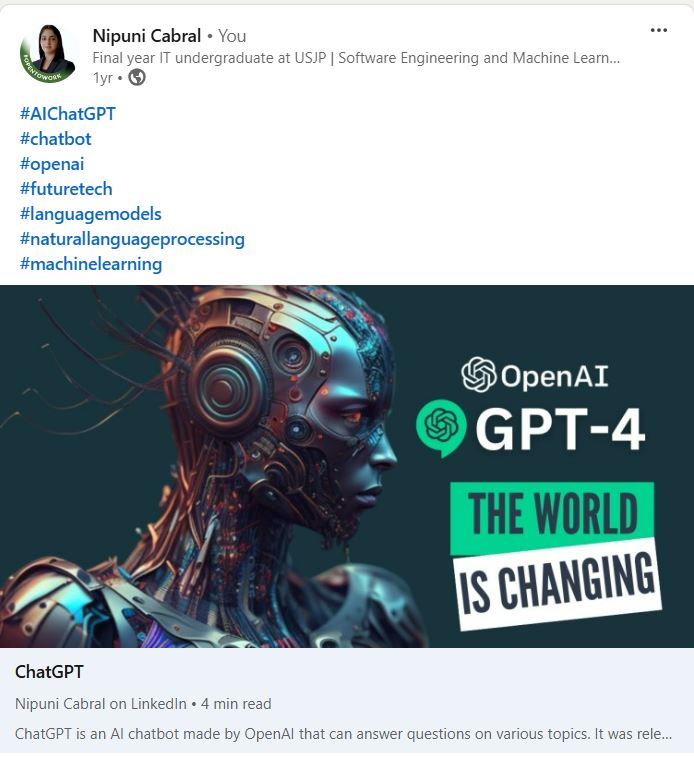 Nipuni Cabral • You
Final year IT undergraduate at USJP | Software Engineering and Machine Learn...
1yr •
#OPENTOWORK
#AIChatGPT
#chatbot
#openai
#futuretech
#languagemodels
#naturallanguageprocessing
#machinelearning
OpenAI
GPT-4
THE WORLD
IS CHANGING
ChatGPT
Nipuni Cabral on LinkedIn • 4 min read
ChatGPT is an AI chatbot made by OpenAI that can answer questions on various topics. It was rele...